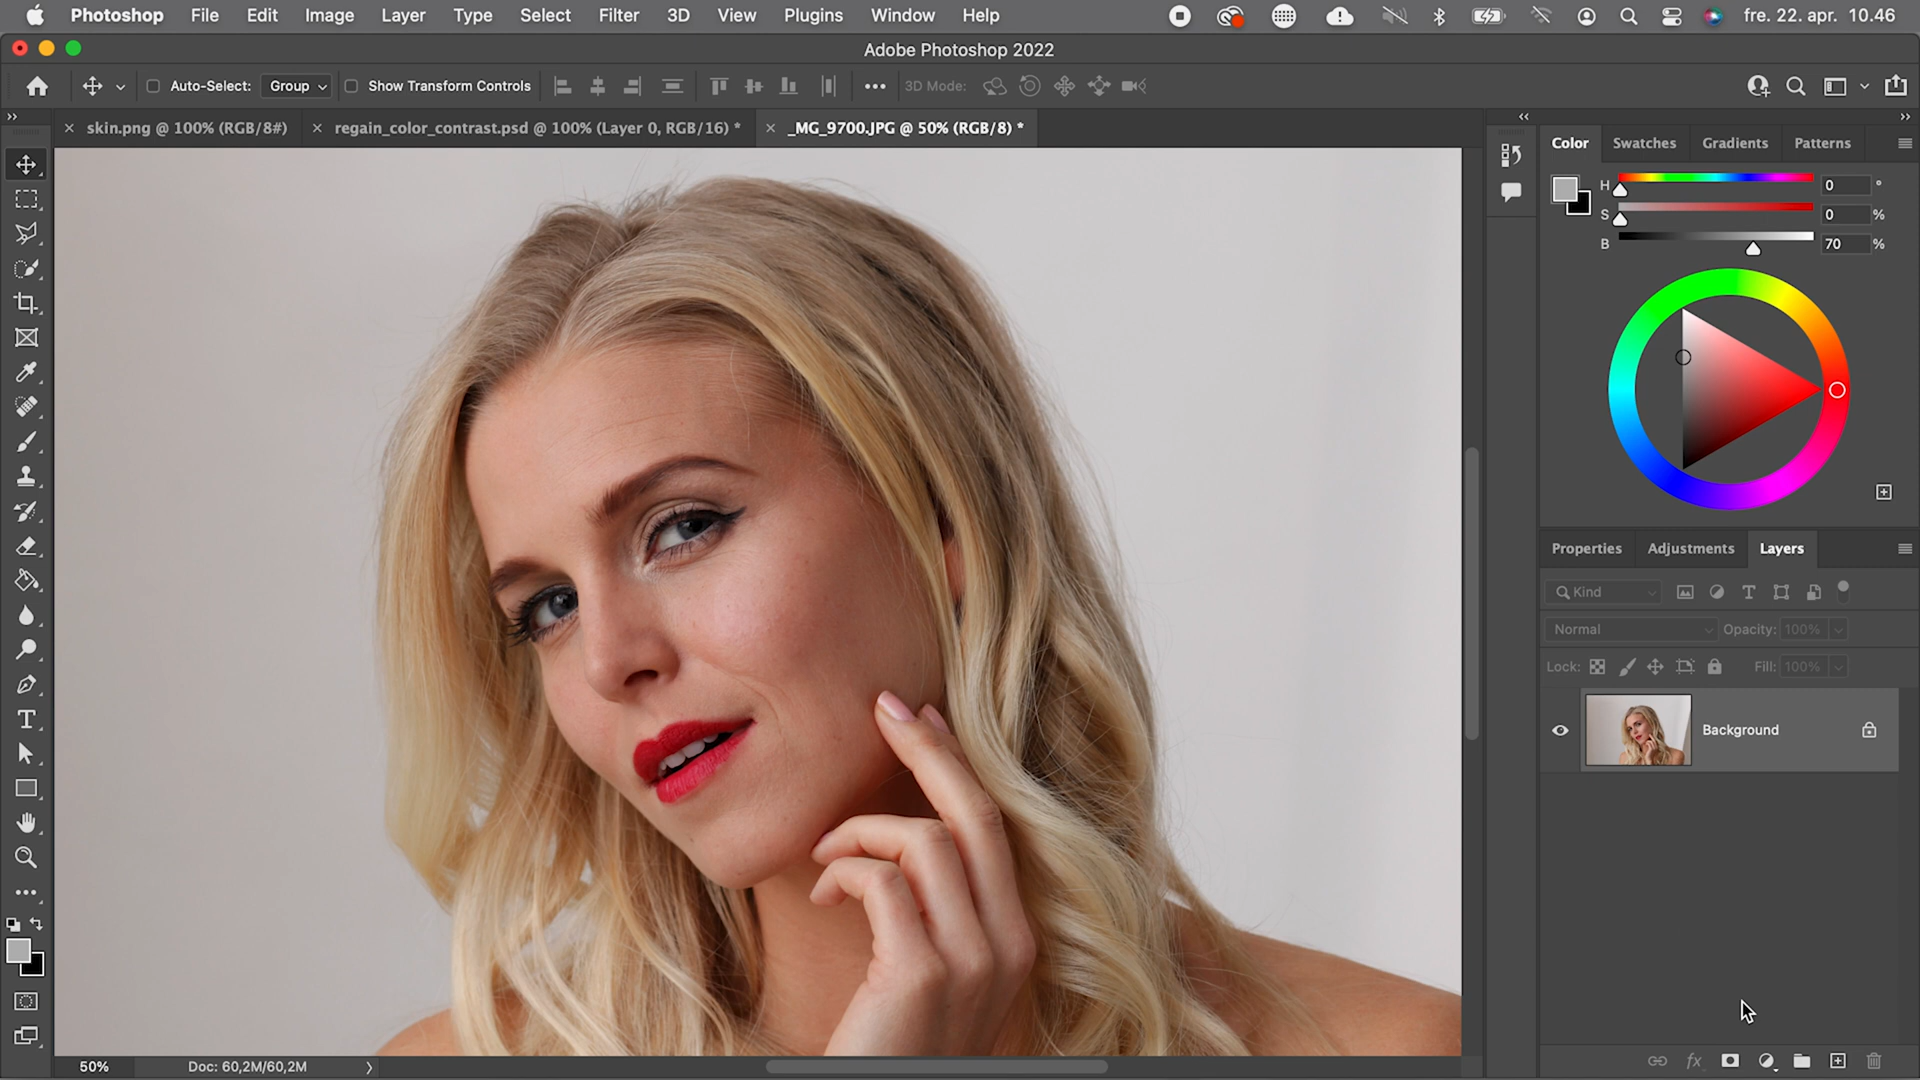 Photoshop File Edit Image Layer Type Select Filter 3D View Plugins Window Help fre. 22. apr. 10.46
Adobe Photoshop 2022
Auto-Select: Group Show Transform Controls 3D Mode:
skin.png @ 100% (RGB/8#) regain_color_contrast.psd @ 100% (Layer 0, RGB/16) * _MG_9700.JPG @ 50% (RGB/8) *
Color Swatches Gradients Patterns
H 0 °
S 0 %
B 70 %
Properties Adjustments Layers
Kind
Normal Opacity: 100%
Lock: Fill: 100%
Background
50% Doc: 60,2M/60,2M